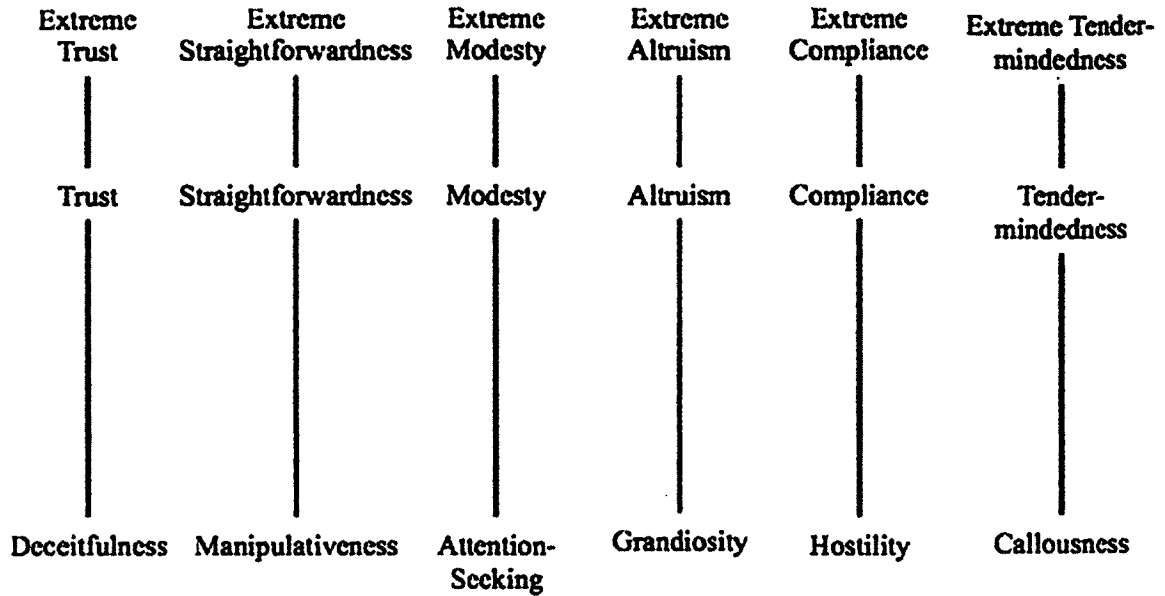 Extreme Trust
Extreme Straightforwardness
Extreme Modesty
Extreme Altruism
Extreme Compliance
Extreme Tender-
mindedness
Trust
Straightforwardness
Modesty
Altruism
Compliance
Tender-
mindedness
Deceitfulness
Manipulativeness
Attention-
Seeking
Grandiosity
Hostility
Callousness